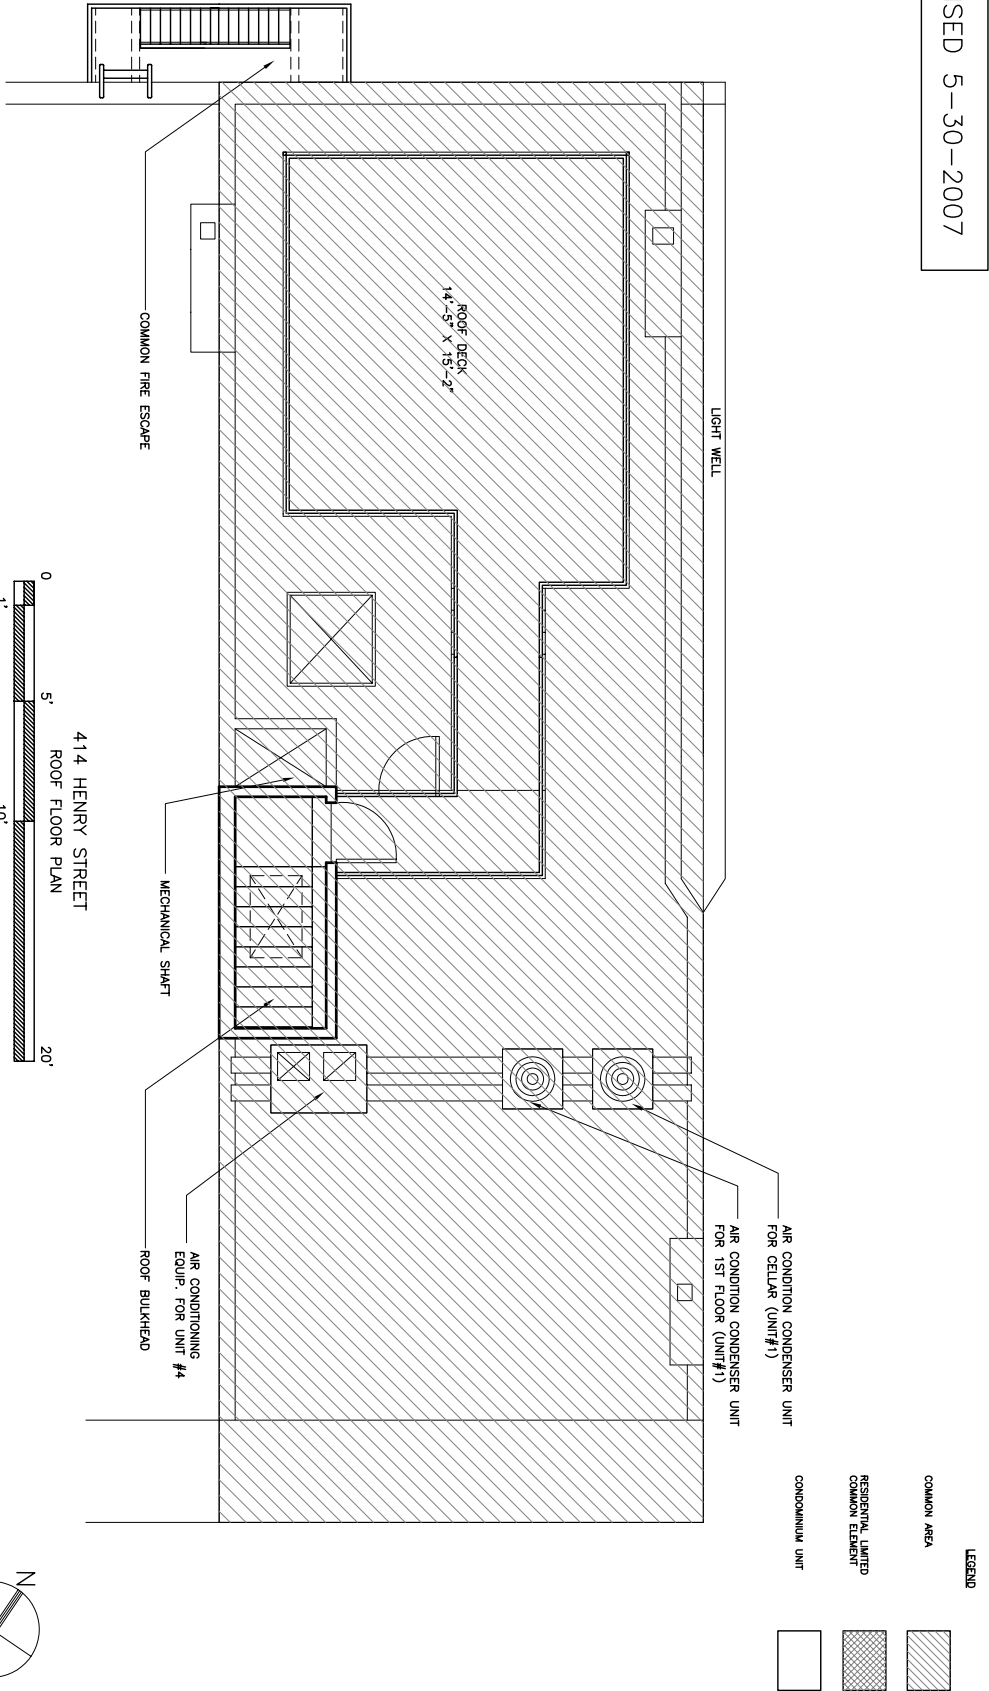 SED 5-30-2007
LEGEND
COMMON AREA
RESIDENTIAL LIMITED
COMMON ELEMENT
CONDOMINIUM UNIT
LIGHT WELL
AIR CONDITION CONDENSER UNIT
FOR CELLAR (UNIT#1)
AIR CONDITION CONDENSER UNIT
FOR 1ST FLOOR (UNIT#1)
ROOF DECK
14'-5" X 15'-2"
COMMON FIRE ESCAPE
MECHANICAL SHAFT
AIR CONDITIONING
EQUIP. FOR UNIT #4
ROOF BULKHEAD
414 HENRY STREET
ROOF FLOOR PLAN
0
5'
20'
1'
10'
N